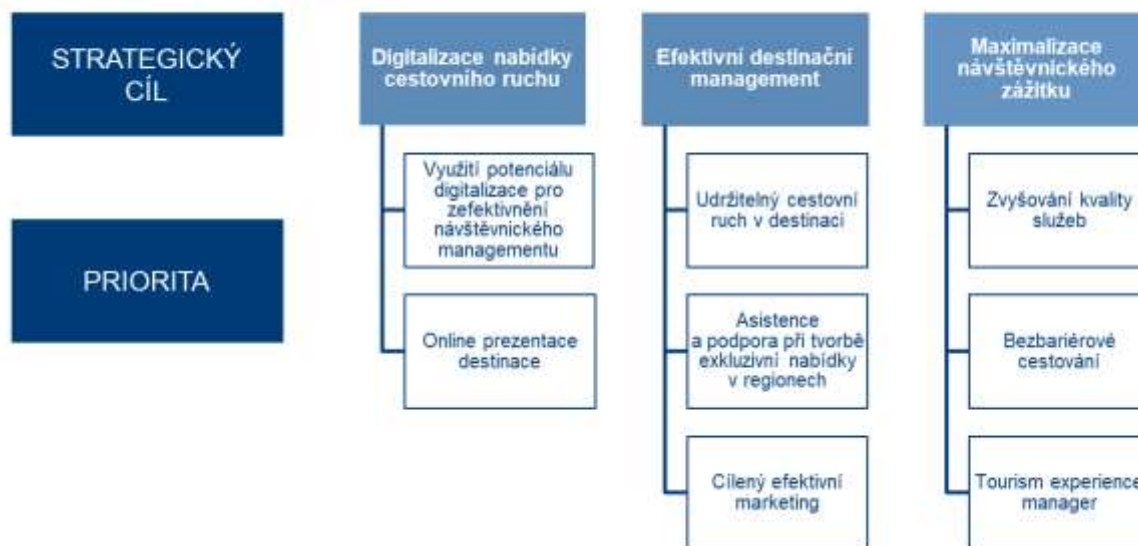 STRATEGICKÝ
CÍL
PRIORITA
Digitalizace nabídky
cestovního ruchu
Využití potenciálu
digitalizace pro
zefektivnění
návštěvnického
managementu
Online prezentace
destinace
Efektivní destinační
management
Udržitelný cestovní
ruch v destinaci
Asistence
a podpora při tvorbě
exkluzivní nabídky
v regionech
Cílený efektivní
marketing
Maximalizace
návštěvnického
zážitku
Zvyšování kvality
služeb
Bezbariérové
cestování
Tourism experience
manager